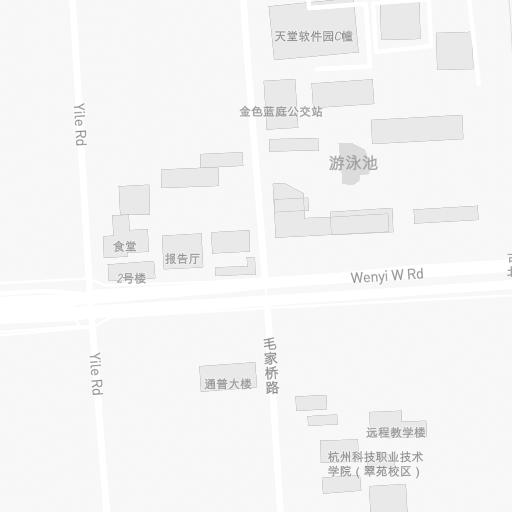 天堂软件园C幢
金色蓝庭公交站
Yile Rd
游泳池
食堂
报告厅
2号楼
Wenyi W Rd
毛家桥路
Yile Rd
通普大楼
远程教学楼
杭州科技职业技术
学院（翠苑校区）